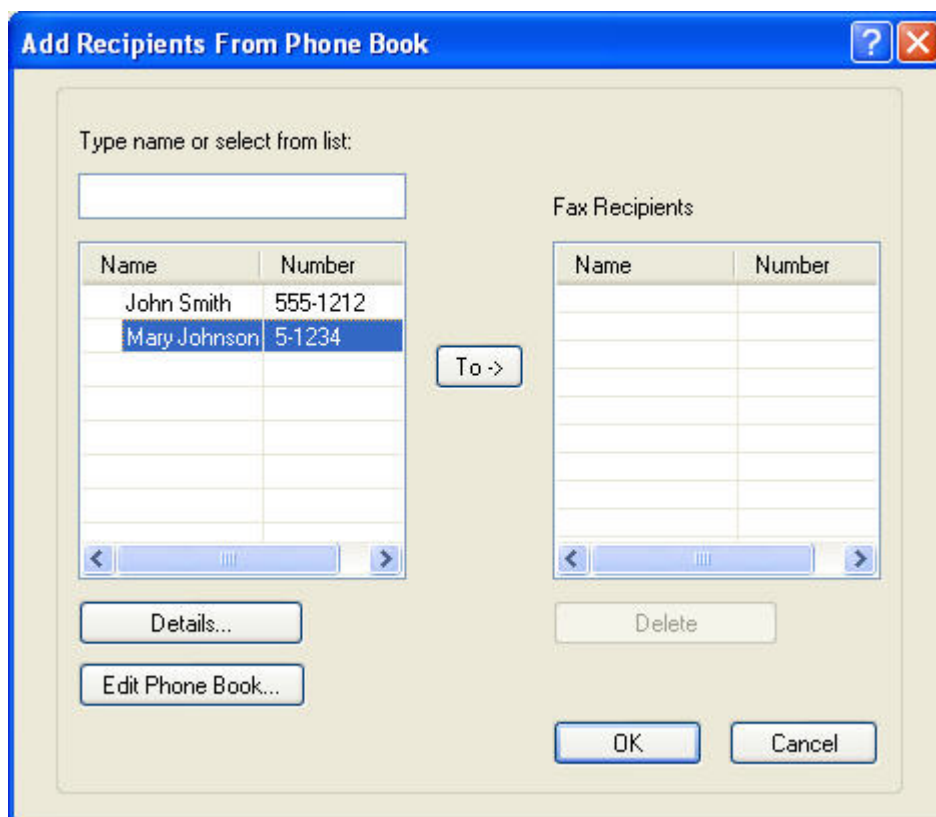 Add Recipients From Phone Book
Type name or select from list:
Fax Recipients
Name Number
John Smith 555-1212
Mary Johnson 5-1234
To ->
Name Number
Details...
Edit Phone Book...
Delete
OK Cancel